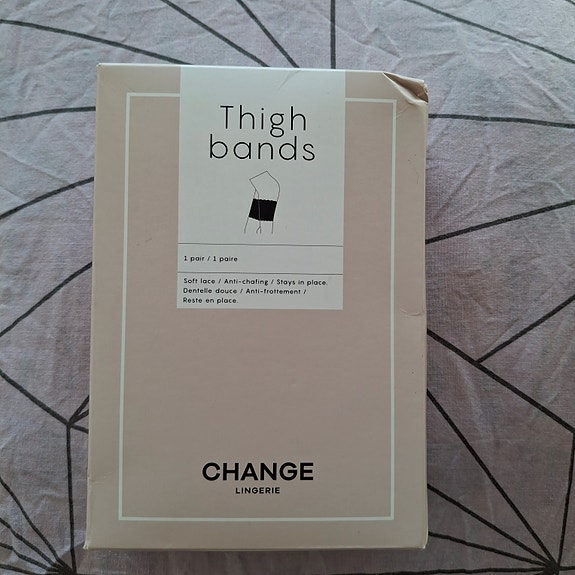 Thigh
bands
1 pair / 1 paire
Soft lace / Anti-chafing / Stays in place.
Dentelle douce / Anti-frottement /
Reste en place.
CHANGE
LINGERIE